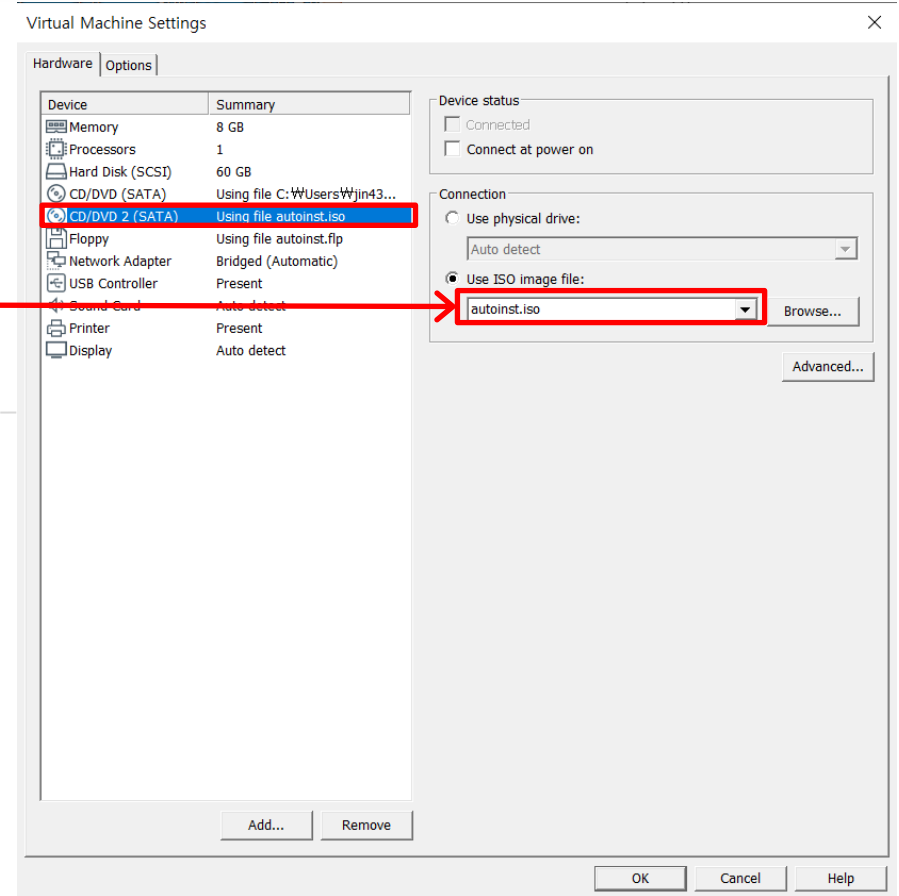 Virtual Machine Settings
Hardware Options
Device Summary
Memory 8 GB
Processors 1
Hard Disk (SCSI) 60 GB
CD/DVD (SATA) Using file C:₩Users₩jin43...
CD/DVD 2 (SATA) Using file autoinst.iso
Floppy Using file autoinst.flp
Network Adapter Bridged (Automatic)
USB Controller Present
Sound Card Auto detect
Printer Present
Display Auto detect
Add... Remove
Device status
Connected
Connect at power on
Connection
Use physical drive:
Auto detect
Use ISO image file:
autoinst.iso Browse...
Advanced...
OK Cancel Help